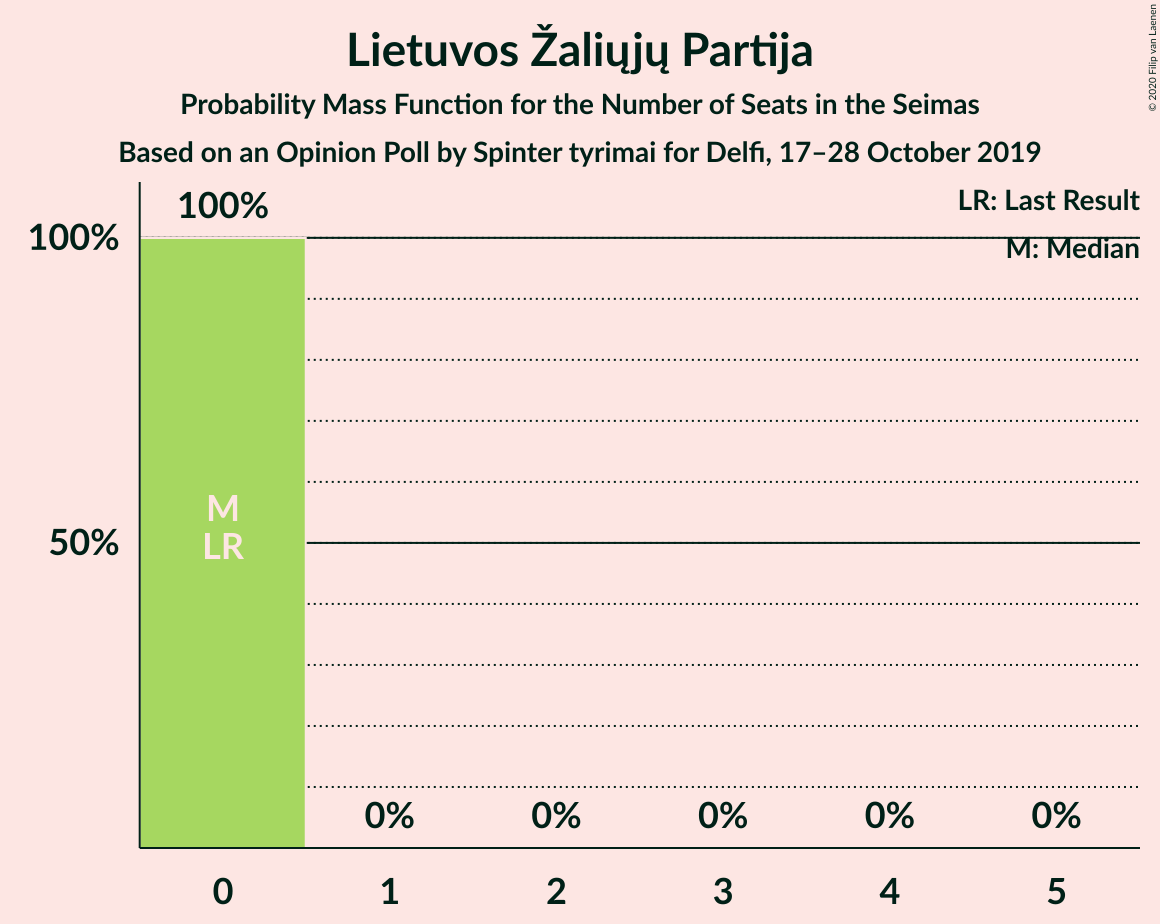 Lietuvos Žaliųjų Partija
Probability Mass Function for the Number of Seats in the Seimas
Based on an Opinion Poll by Spinter tyrimai for Delfi, 17–28 October 2019
© 2020 Filip van Laenen
LR: Last Result
M: Median
100%
100%
50%
M
LR
0% 0% 0% 0% 0%
0 1 2 3 4 5